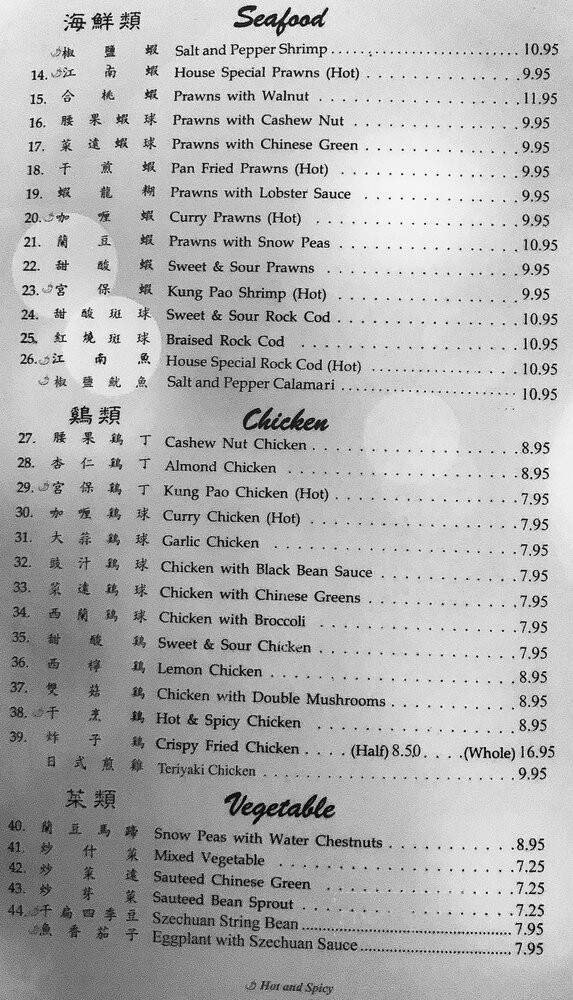 海鮮類 Seafood
椒鹽蝦 Salt and Pepper Shrimp 10.95
14. 江南蝦 House Special Prawns (Hot) 9.95
15. 合桃蝦 Prawns with Walnut 11.95
16. 腰果蝦球 Prawns with Cashew Nut 9.95
17. 菜遠蝦球 Prawns with Chinese Green 9.95
18. 干煎蝦 Pan Fried Prawns (Hot) 9.95
19. 蝦龍糊 Prawns with Lobster Sauce 9.95
20. 咖喱蝦 Curry Prawns (Hot) 9.95
21. 蘭豆蝦 Prawns with Snow Peas 10.95
22. 甜酸蝦 Sweet & Sour Prawns 9.95
23. 宮保蝦 Kung Pao Shrimp (Hot) 9.95
24. 甜酸斑球 Sweet & Sour Rock Cod 10.95
25. 紅燒斑球 Braised Rock Cod 10.95
26. 江南魚 House Special Rock Cod (Hot) 10.95
椒鹽魷魚 Salt and Pepper Calamari 10.95
鷄類 Chicken
27. 腰果鷄丁 Cashew Nut Chicken 8.95
28. 杏仁鷄丁 Almond Chicken 8.95
29. 宮保鷄丁 Kung Pao Chicken (Hot) 7.95
30. 咖喱鷄球 Curry Chicken (Hot) 7.95
31. 大蒜鷄球 Garlic Chicken 7.95
32. 豉汁鷄球 Chicken with Black Bean Sauce 7.95
33. 菜遠鷄球 Chicken with Chinese Greens 7.95
34. 西蘭鷄球 Chicken with Broccoli 7.95
35. 甜酸鷄 Sweet & Sour Chicken 7.95
36. 西檸鷄 Lemon Chicken 8.95
37. 雙菇鷄 Chicken with Double Mushrooms 8.95
38. 干烹鷄 Hot & Spicy Chicken 8.95
39. 炸子鷄 Crispy Fried Chicken (Half) 8.50 (Whole) 16.95
日式煎雞 Teriyaki Chicken 9.95
菜類 Vegetable
40. 蘭豆馬蹄 Snow Peas with Water Chestnuts 8.95
41. 炒什菜 Mixed Vegetable 7.25
42. 炒菜遠 Sauteed Chinese Green 7.25
43. 炒芽菜 Sauteed Bean Sprout 7.25
44. 干扁四季豆 Szechuan String Bean 7.95
魚香茄子 Eggplant with Szechuan Sauce 7.95
Hot and Spicy